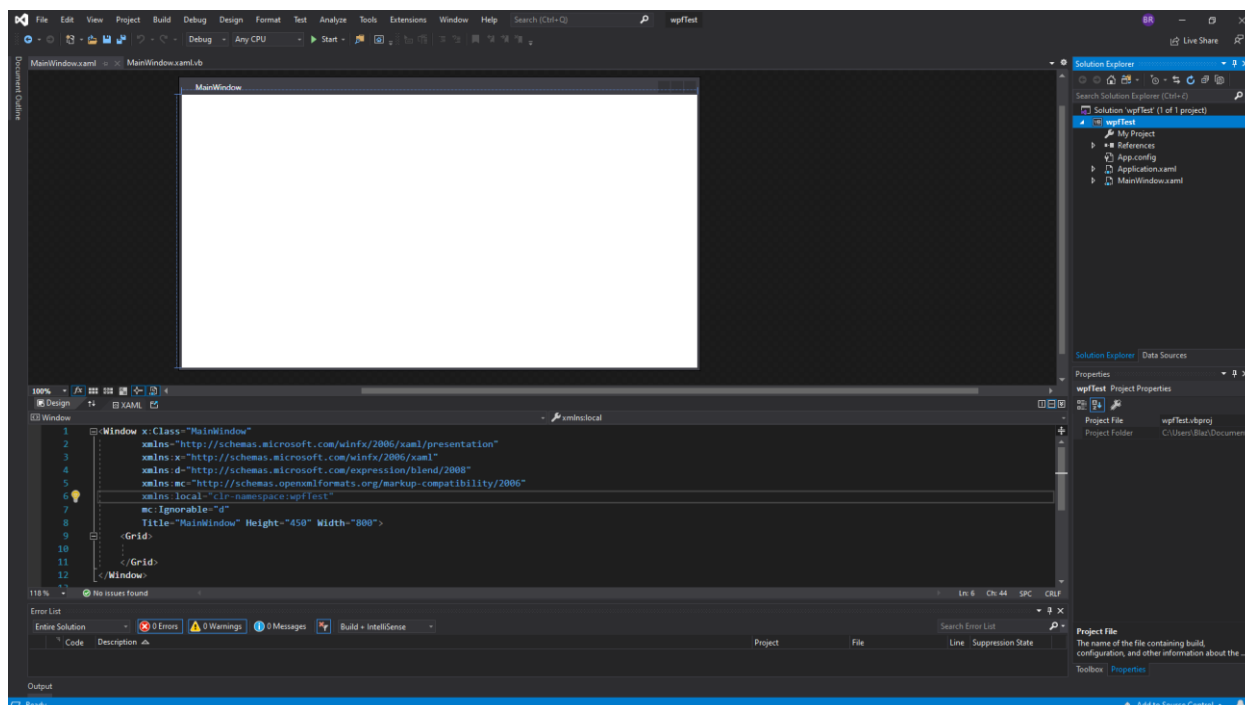 File Edit View Project Build Debug Design Format Test Analyze Tools Extensions Window Help Search (Ctrl+Q) wpfTest BR
Debug Any CPU Start Live Share
Document Outline
MainWindow.xaml MainWindow.xaml.vb
MainWindow
100%
Design XAML
Window xmlns:local
1 <Window x:Class="MainWindow"
2 xmlns="http://schemas.microsoft.com/winfx/2006/xaml/presentation"
3 xmlns:x="http://schemas.microsoft.com/winfx/2006/xaml"
4 xmlns:d="http://schemas.microsoft.com/expression/blend/2008"
5 xmlns:mc="http://schemas.openxmlformats.org/markup-compatibility/2006"
6 xmlns:local="clr-namespace:wpfTest"
7 mc:Ignorable="d"
8 Title="MainWindow" Height="450" Width="800">
9 <Grid>
10
11 </Grid>
12 </Window>
118 % No issues found Ln: 6 Ch: 44 SPC CRLF
Error List
Entire Solution 0 Errors 0 Warnings 0 Messages Build + IntelliSense Search Error List
Code Description Project File Line Suppression State
Output
Solution Explorer
Search Solution Explorer (Ctrl+č)
Solution 'wpfTest' (1 of 1 project)
wpfTest
My Project
References
App.config
Application.xaml
MainWindow.xaml
Solution Explorer Data Sources
Properties
wpfTest Project Properties
Project File wpfTest.vbproj
Project Folder C:\Users\Blaz\Documen
Project File
The name of the file containing build, configuration, and other information about the ...
Toolbox Properties
Ready Add to Source Control